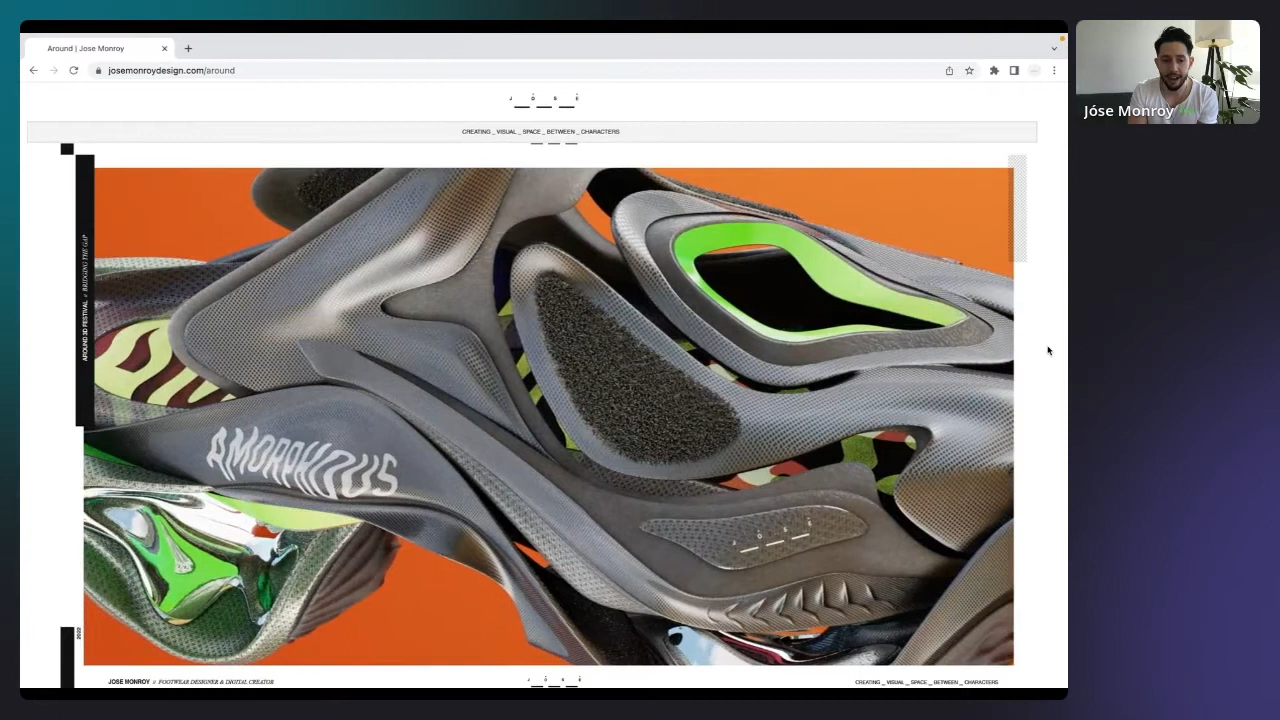 Around | Jose Monroy
josemonroydesign.com/around
J O S E
CREATING _ VISUAL _ SPACE _ BETWEEN _ CHARACTERS
AROUND 3D FESTIVAL // BRIDGING THE GAP
AMORPHOUS
J O S E
2022
JOSE MONROY // FOOTWEAR DESIGNER & DIGITAL CREATOR
J O S E
CREATING _ VISUAL _ SPACE _ BETWEEN _ CHARACTERS
Jóse Monroy